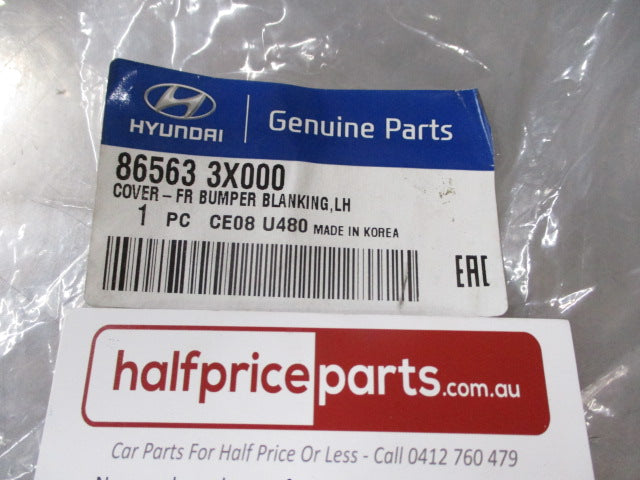 HYUNDAI
Genuine Parts
86563 3X000
COVER-FR BUMPER BLANKING,LH
1 PC CE08 U480 MADE IN KOREA
EAC
halfpriceparts.com.au
Car Parts For Half Price Or Less - Call 0412 760 479